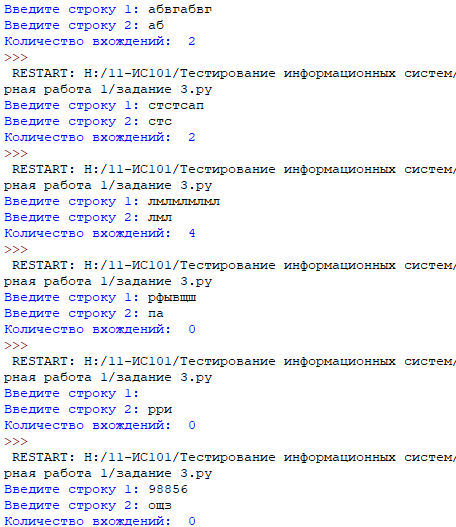 Введите строку 1: абвгабвг
Введите строку 2: аб
Количество вхождений:  2
>>>
 RESTART: H:/11-ИС101/Тестирование информационных систем/
рная работа 1/задание 3.py
Введите строку 1: стстсап
Введите строку 2: стс
Количество вхождений:  2
>>>
 RESTART: H:/11-ИС101/Тестирование информационных систем/
рная работа 1/задание 3.py
Введите строку 1: лмлмлмлмл
Введите строку 2: лмл
Количество вхождений:  4
>>>
 RESTART: H:/11-ИС101/Тестирование информационных систем/
рная работа 1/задание 3.py
Введите строку 1: рфывщш
Введите строку 2: па
Количество вхождений:  0
>>>
 RESTART: H:/11-ИС101/Тестирование информационных систем/
рная работа 1/задание 3.py
Введите строку 1:
Введите строку 2: рри
Количество вхождений:  0
>>>
 RESTART: H:/11-ИС101/Тестирование информационных систем/
рная работа 1/задание 3.py
Введите строку 1: 98856
Введите строку 2: ощз
Количество вхождений:  0